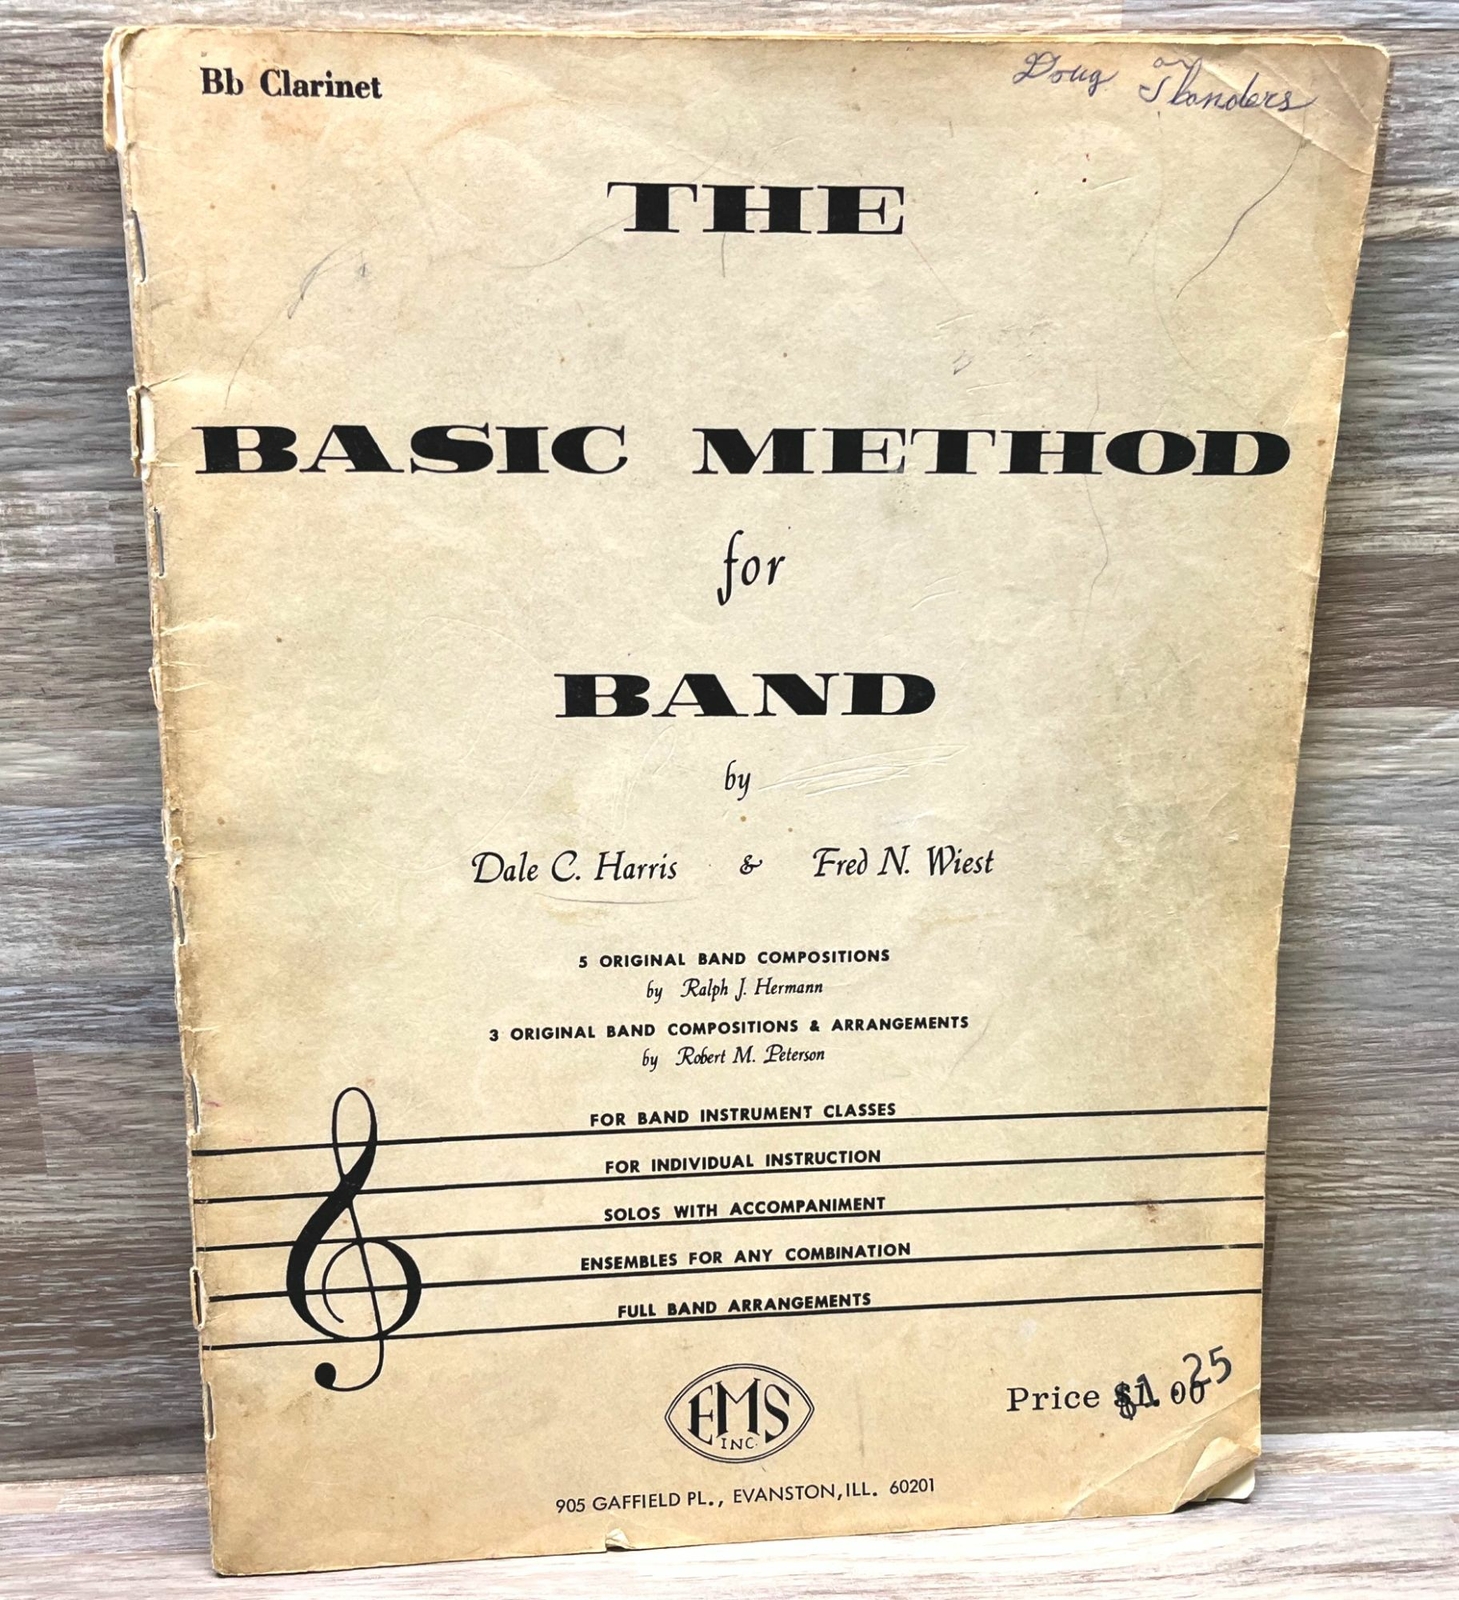 Bb Clarinet
Doug
THE
BASIC METHOD
for
BAND
by
Dale C. Harris & Fred N. Wiest
5 ORIGINAL BAND COMPOSITIONS
by Ralph J. Hermann
3 ORIGINAL BAND COMPOSITIONS & ARRANGEMENTS
by Robert M. Peterson
FOR BAND INSTRUMENT CLASSES
FOR INDIVIDUAL INSTRUCTION
SOLOS WITH ACCOMPANIMENT
ENSEMBLES FOR ANY COMBINATION
FULL BAND ARRANGEMENTS
EMS
INC.
Price $1.00 25
905 GAFFIELD PL., EVANSTON, ILL. 60201